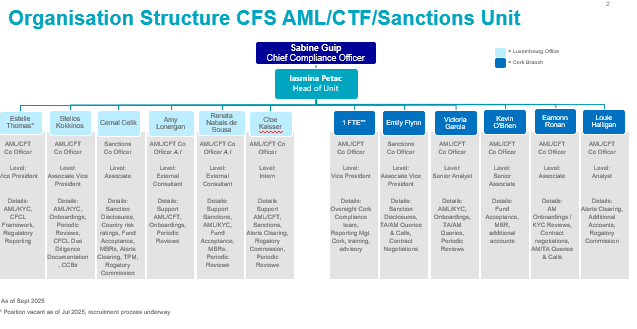 2
Organisation Structure CFS AML/CTF/Sanctions Unit
Sabine Guip
Chief Compliance Officer
= Luxembourg Office
= Cork Branch
Iasmina Petac
Head of Unit
Estelle
Thomas*
AML/CFT
Co Officer
Level:
Vice President
Details:
AML/KYC,
CFCL
Framework,
Regulatory
Reporting
Stelios
Kokkinos
AML/CFT
Co Officer
Level:
Associate Vice
President
Details:
AML/KYC,
Onboardings,
Periodic
Reviews,
CFCL Due
Diligence
Documentation
, CCBs
Cemal Celik
Sanctions
Co Officer
Level:
Associate
Details:
Sanction
Disclosures,
Country risk
ratings, Fund
Acceptance,
MBRs, Alerts
Clearing, TPM,
Rogatory
Commission
Amy
Lonergan
AML/CFT Co
Officer A.I
Level:
External
Consultant
Details:
Support
AML/CFT,
Onboardings,
Periodic
Reviews
Renata
Nabais de
Sousa
AML/CFT Co
Officer A.I
Level:
External
Consultant
Details:
Support
Sanctions,
AML/KYC,
Fund
Acceptance,
MBRs,
Periodic
Reviews
Cloe
Kaisser
AML/CFT
Co Officer
Level:
Intern
Details
Support
AML/CFT,
Sanctions,
Alerts Clearing,
Rogatory
Commission,
Periodic
Reviews
1 FTE**
AML/CFT
Co Officer
Level:
Vice President
Details:
Oversight Cork
Compliance
team,
Reporting Mgt.
Cork, training,
advisory
Emily Flynn
Sanctions
Co Officer
Level:
Associate Vice
President
Details:
Sanction
Disclosures,
TA/AM Queries
& Calls,
Contract
Negotiations
Victoria
Garcia
AML/CFT
Co Officer
Level:
Senior Analyst
Details:
AML/KYC,
Onboardings,
TA/AM
Queries,
Periodic
Reviews
Kevin
O'Brien
AML/CFT
Co Officer
Level:
Senior
Associate
Details:
Fund
Acceptance,
MBR,
additional
accounts
Eamonn
Ronan
AML/CFT
Co Officer
Level:
Associate
Details:
AM
Onboardings /
KYC Reviews,
Contract
negotiations,
AM/TA Queries
& Calls
Louie
Halligan
AML/CFT
Co Officer
Level:
Analyst
Details:
Alerts Clearing,
Additional
Accounts,
Rogatory
Commission
As of Sept 2025
* Position vacant as of Jul 2025, recruitment process underway